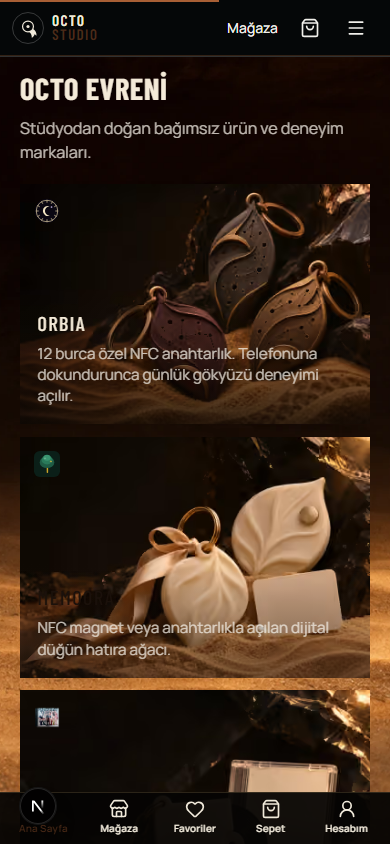 OCTO
STUDIO
Mağaza
OCTO EVRENİ
Stüdyodan doğan bağımsız ürün ve deneyim
markaları.
ORBIA
12 burca özel NFC anahtarlık. Telefonuna
dokundurunca günlük gökyüzü deneyimi
açılır.
NFC magnet veya anahtarlıkla açılan dijital
düğün hatıra ağacı.
N
Ana Sayfa
Mağaza
Favoriler
Sepet
Hesabım